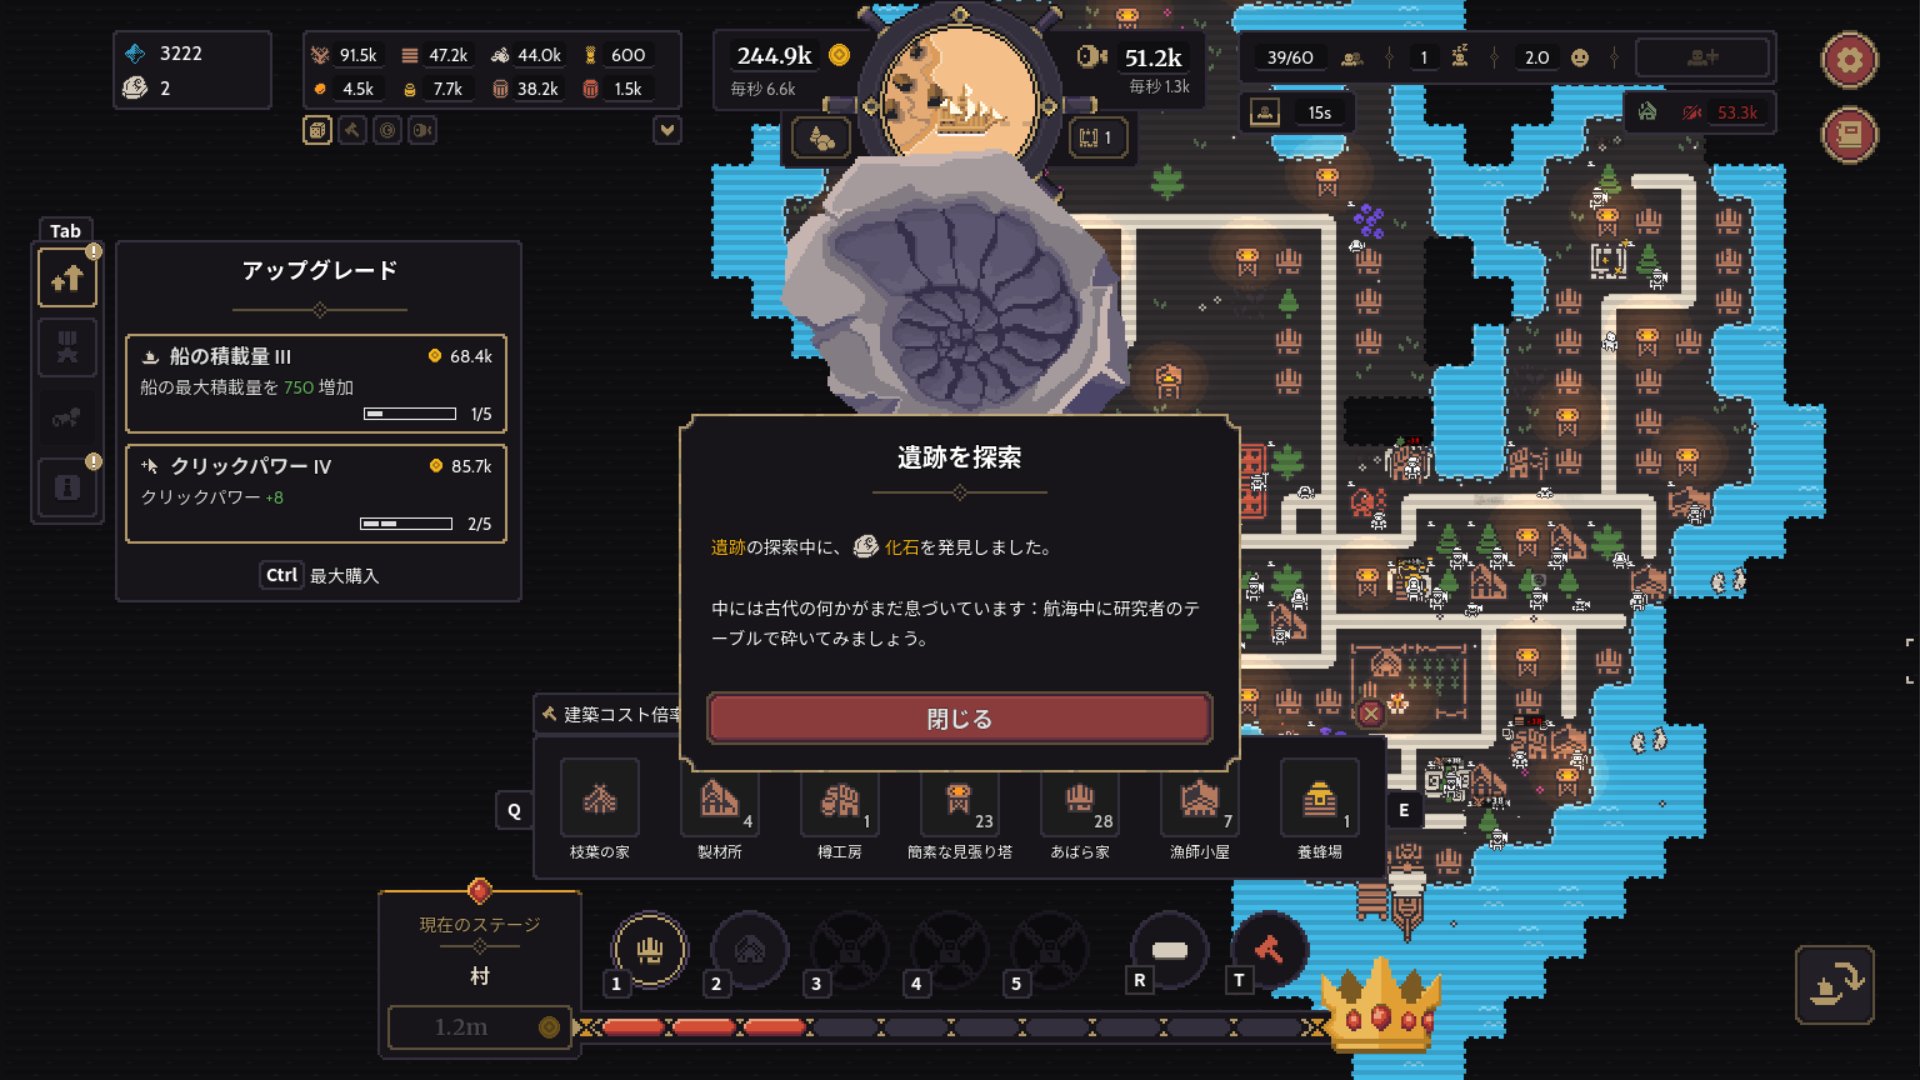 3222
2
91.5k 47.2k 44.0k 600
4.5k 7.7k 38.2k 1.5k
244.9k
毎秒 6.6k
51.2k
毎秒 1.3k
1
39/60 1 2.0
15s
53.3k
Tab
アップグレード
船の積載量 III 68.4k
船の最大積載量を 750 増加
1/5
クリックパワー IV 85.7k
クリックパワー +8
2/5
Ctrl 最大購入
遺跡を探索
遺跡の探索中に、化石を発見しました。
中には古代の何かがまだ息づいています：航海中に研究者のテ
ーブルで砕いてみましょう。
閉じる
建築コスト倍率
Q
E
4
1
23
28
7
1
枝葉の家
製材所
樽工房
簡素な見張り塔
あばら家
漁師小屋
養蜂場
現在のステージ
村
1.2m
1
2
3
4
5
R
T